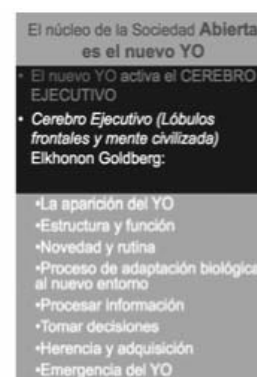 El núcleo de la Sociedad Abierta
es el nuevo YO
• El nuevo YO activa el CEREBRO
EJECUTIVO
• Cerebro Ejecutivo (Lóbulos
frontales y mente civilizada)
Elkhonon Goldberg:
•La aparición del YO
•Estructura y función
•Novedad y rutina
•Proceso de adaptación biológica
al nuevo entorno
•Procesar información
•Tomar decisiones
•Herencia y adquisición
•Emergencia del YO